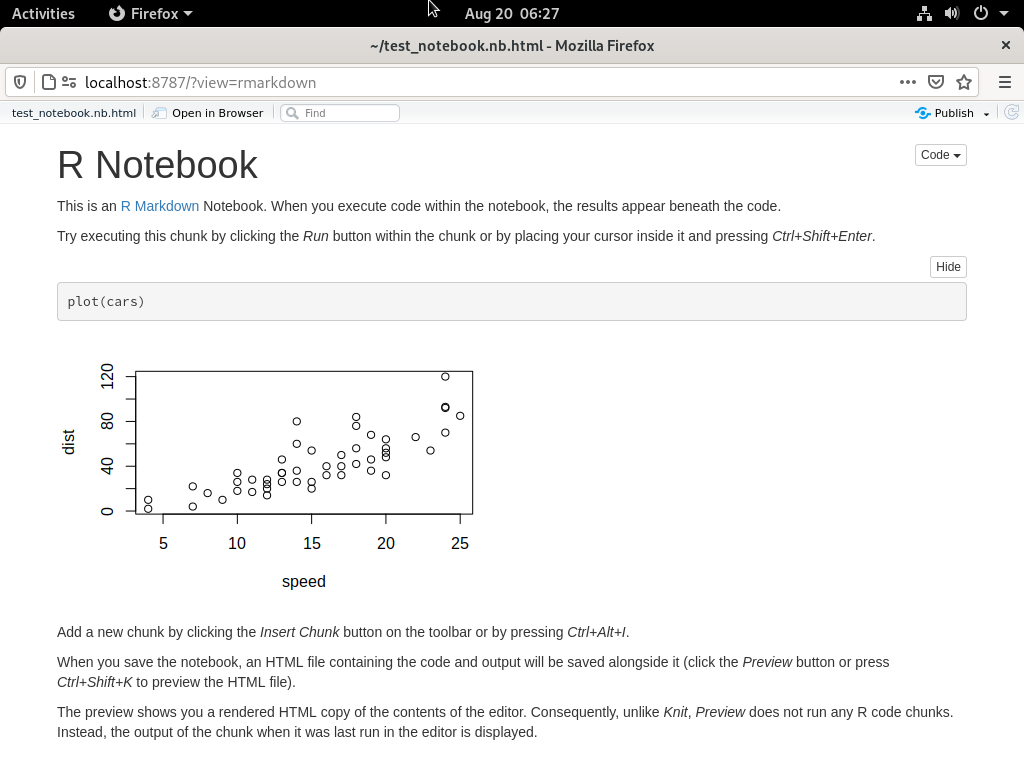 Activities Firefox Aug 20 06:27
~/test_notebook.nb.html - Mozilla Firefox
localhost:8787/?view=rmarkdown
test_notebook.nb.html Open in Browser Find Publish
R Notebook
Code
This is an R Markdown Notebook. When you execute code within the notebook, the results appear beneath the code.
Try executing this chunk by clicking the Run button within the chunk or by placing your cursor inside it and pressing Ctrl+Shift+Enter.
Hide
plot(cars)
120
80
40
0
dist
5 10 15 20 25
speed
Add a new chunk by clicking the Insert Chunk button on the toolbar or by pressing Ctrl+Alt+I.
When you save the notebook, an HTML file containing the code and output will be saved alongside it (click the Preview button or press
Ctrl+Shift+K to preview the HTML file).
The preview shows you a rendered HTML copy of the contents of the editor. Consequently, unlike Knit, Preview does not run any R code chunks.
Instead, the output of the chunk when it was last run in the editor is displayed.